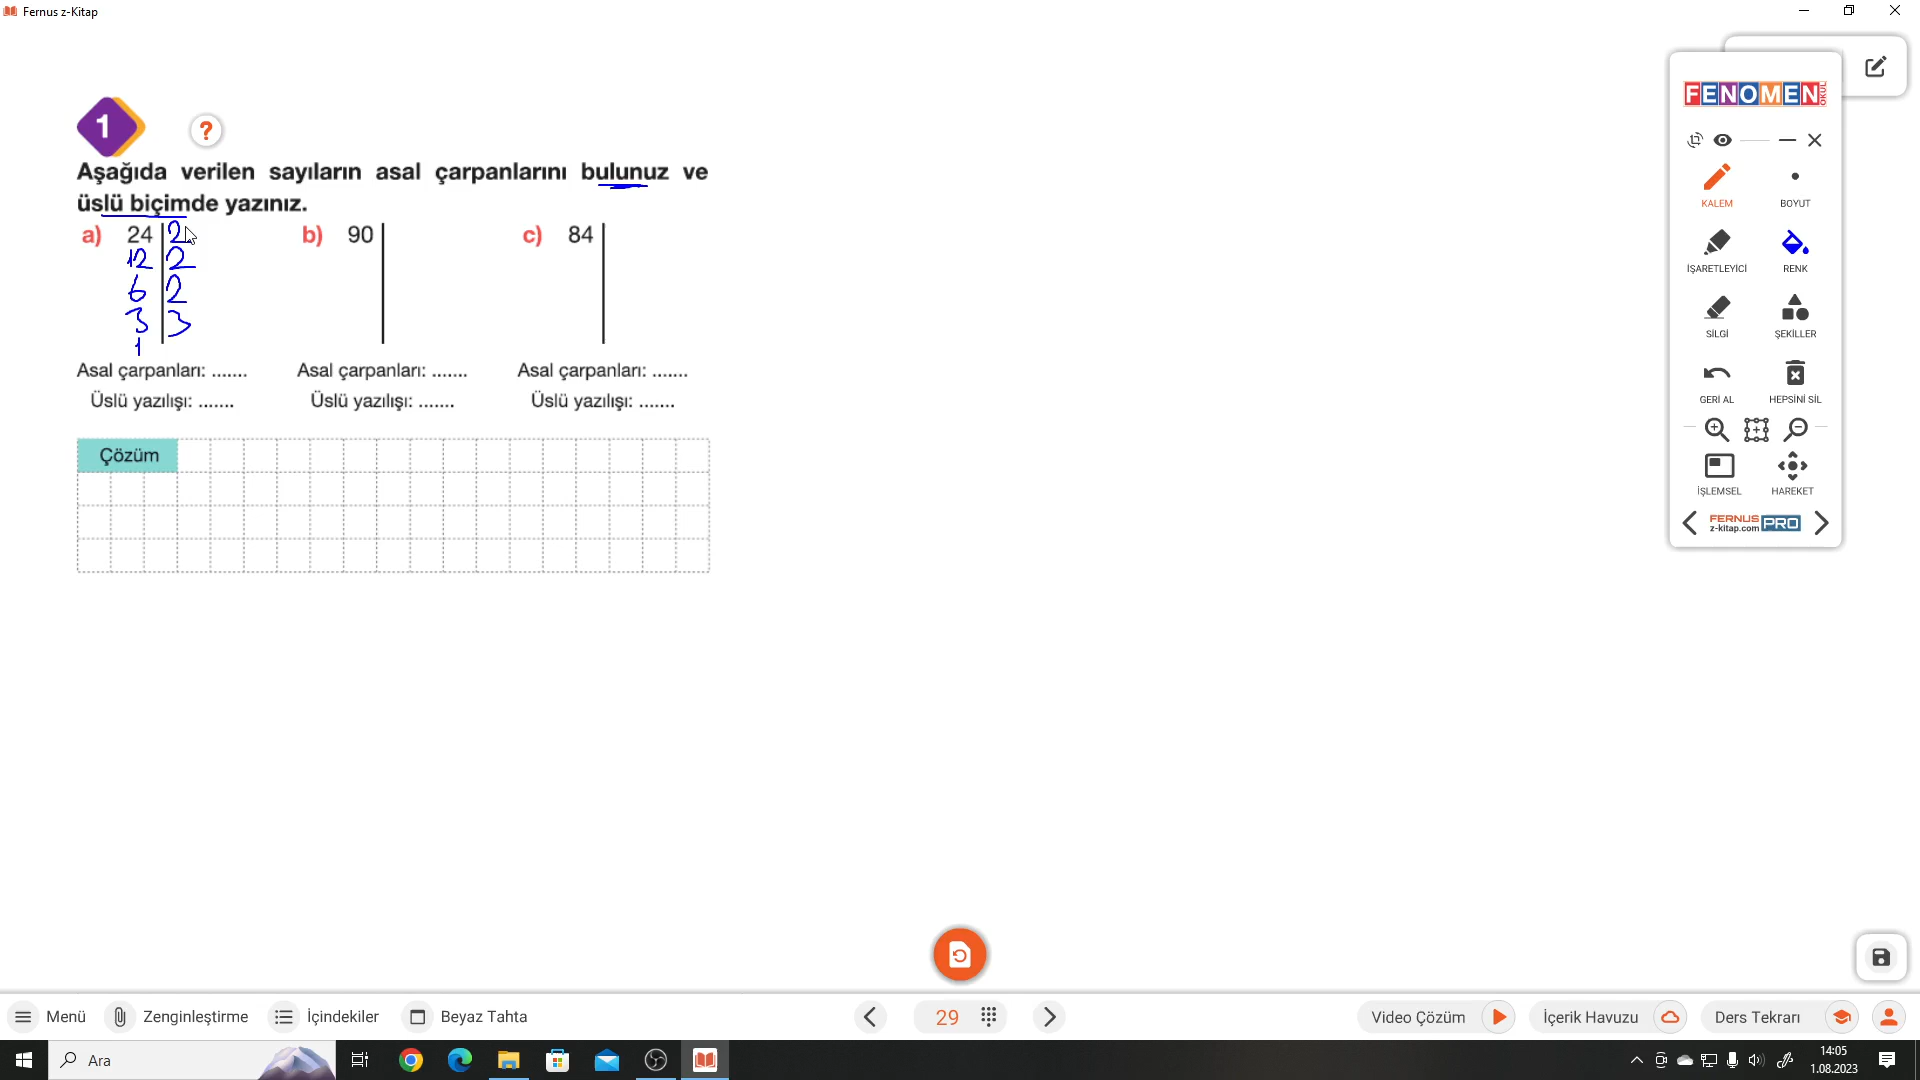 Fernus z-Kitap
1
?
Aşağıda verilen sayıların asal çarpanlarını bulunuz ve
üslü biçimde yazınız.
a) 24 2
12 2
6 2
3 3
1
b) 90
c) 84
Asal çarpanları: .......
Üslü yazılışı: .......
Asal çarpanları: .......
Üslü yazılışı: .......
Asal çarpanları: .......
Üslü yazılışı: .......
Çözüm
FENOMEN OKUL
KALEM
BOYUT
İŞARETLEYİCİ
RENK
SİLGİ
ŞEKİLLER
GERİ AL
HEPSİNİ SİL
İŞLEMSEL
HAREKET
FERNUS
z-kitap.com PRO
Menü
Zenginleştirme
İçindekiler
Beyaz Tahta
29
Video Çözüm
İçerik Havuzu
Ders Tekrarı
Ara
14:05
1.08.2023